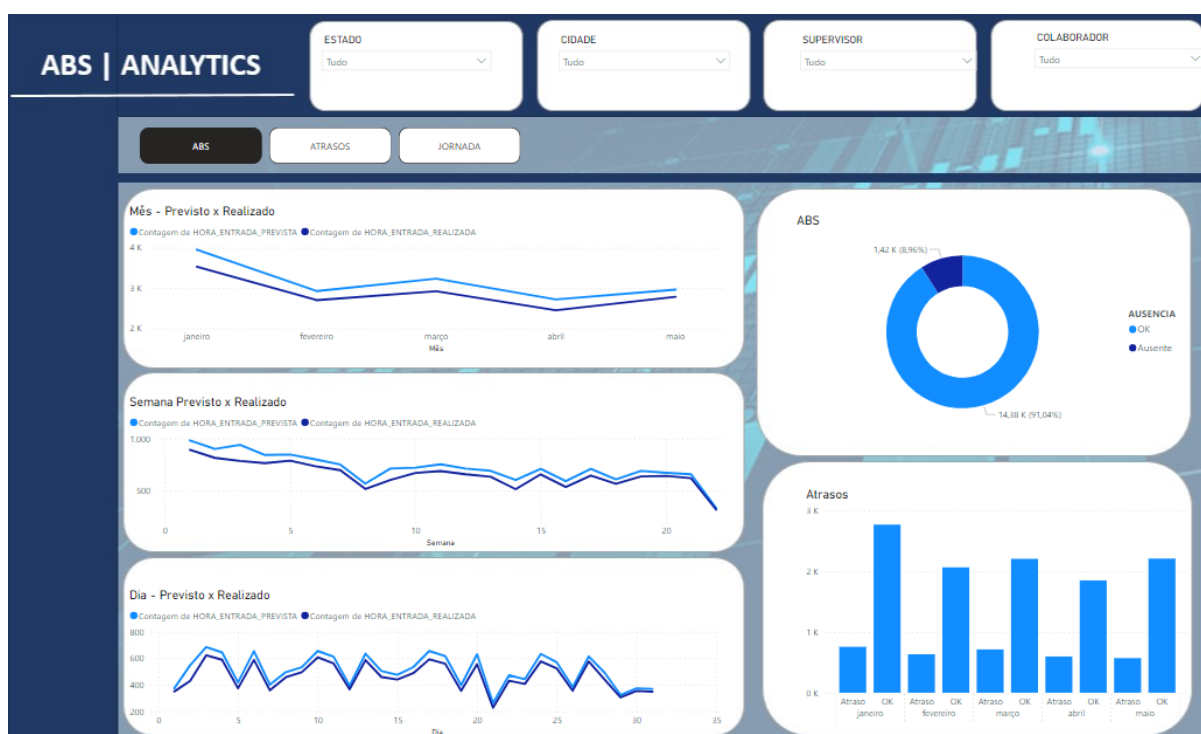 ABS | ANALYTICS
ESTADO
Tudo
CIDADE
Tudo
SUPERVISOR
Tudo
COLABORADOR
Tudo
ABS
ATRASOS
JORNADA
Mês - Previsto x Realizado
Contagem de HORA_ENTRADA_PREVISTA Contagem de HORA_ENTRADA_REALIZADA
4 K
3 K
2 K
janeiro fevereiro março abril maio
Mês
Semana Previsto x Realizado
Contagem de HORA_ENTRADA_PREVISTA Contagem de HORA_ENTRADA_REALIZADA
1.000
500
0 5 10 15 20
Semana
Dia - Previsto x Realizado
Contagem de HORA_ENTRADA_PREVISTA Contagem de HORA_ENTRADA_REALIZADA
800
600
400
200
0 5 10 15 20 25 30 35
Dia
ABS
1,42 K (8,96%)
14,38 K (91,04%)
AUSENCIA
OK
Ausente
Atrasos
3 K
2 K
1 K
0 K
Atraso OK Atraso OK Atraso OK Atraso OK Atraso OK
janeiro fevereiro março abril maio